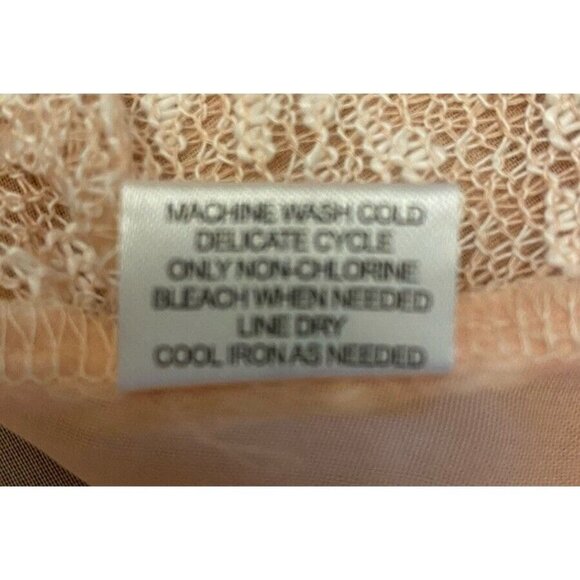 MACHINE WASH COLD
DELICATE CYCLE
ONLY NON-CHLORINE
BLEACH WHEN NEEDED
LINE DRY
COOL IRON AS NEEDED